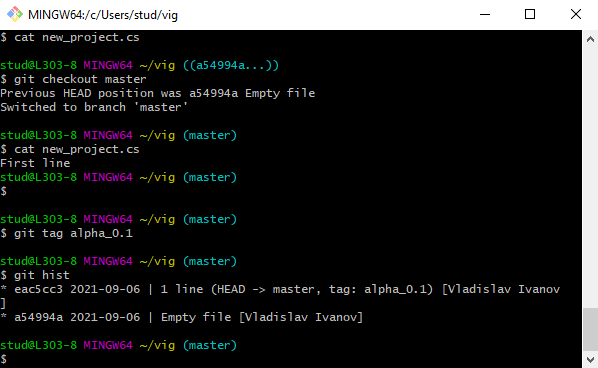 MINGW64:/c/Users/stud/vig
$ cat new_project.cs
stud@L303-8 MINGW64 ~/vig ((a54994a...))
$ git checkout master
Previous HEAD position was a54994a Empty file
Switched to branch 'master'
stud@L303-8 MINGW64 ~/vig (master)
$ cat new_project.cs
First line
stud@L303-8 MINGW64 ~/vig (master)
$
stud@L303-8 MINGW64 ~/vig (master)
$ git tag alpha_0.1
stud@L303-8 MINGW64 ~/vig (master)
$ git hist
* eac5cc3 2021-09-06 | 1 line (HEAD -> master, tag: alpha_0.1) [Vladislav Ivanov
]
* a54994a 2021-09-06 | Empty file [Vladislav Ivanov]
stud@L303-8 MINGW64 ~/vig (master)
$